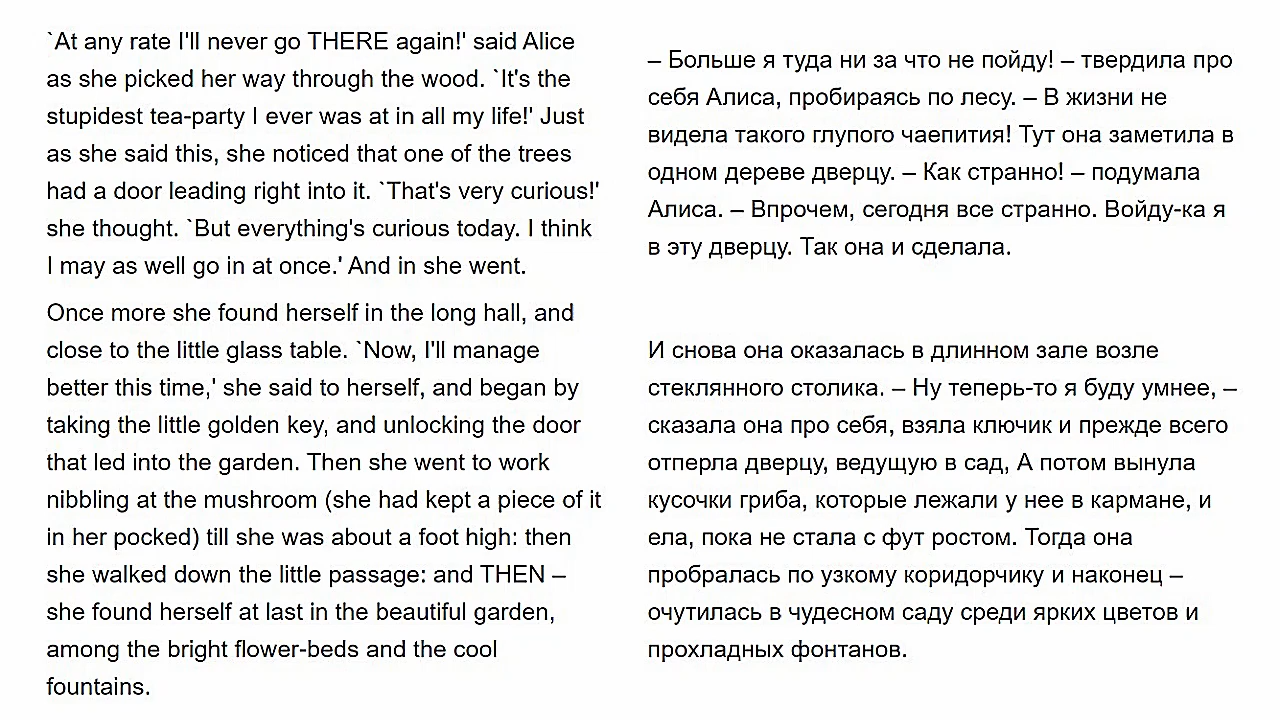 `At any rate I'll never go THERE again!' said Alice
as she picked her way through the wood. `It's the
stupidest tea-party I ever was at in all my life!' Just
as she said this, she noticed that one of the trees
had a door leading right into it. `That's very curious!'
she thought. `But everything's curious today. I think
I may as well go in at once.' And in she went.
– Больше я туда ни за что не пойду! – твердила про
себя Алиса, пробираясь по лесу. – В жизни не
видела такого глупого чаепития! Тут она заметила в
одном дереве дверцу. – Как странно! – подумала
Алиса. – Впрочем, сегодня все странно. Войду-ка я
в эту дверцу. Так она и сделала.
Once more she found herself in the long hall, and
close to the little glass table. `Now, I'll manage
better this time,' she said to herself, and began by
taking the little golden key, and unlocking the door
that led into the garden. Then she went to work
nibbling at the mushroom (she had kept a piece of it
in her pocked) till she was about a foot high: then
she walked down the little passage: and THEN –
she found herself at last in the beautiful garden,
among the bright flower-beds and the cool
fountains.
И снова она оказалась в длинном зале возле
стеклянного столика. – Ну теперь-то я буду умнее, –
сказала она про себя, взяла ключик и прежде всего
отперла дверцу, ведущую в сад, А потом вынула
кусочки гриба, которые лежали у нее в кармане, и
ела, пока не стала с фут ростом. Тогда она
пробралась по узкому коридорчику и наконец –
очутилась в чудесном саду среди ярких цветов и
прохладных фонтанов.